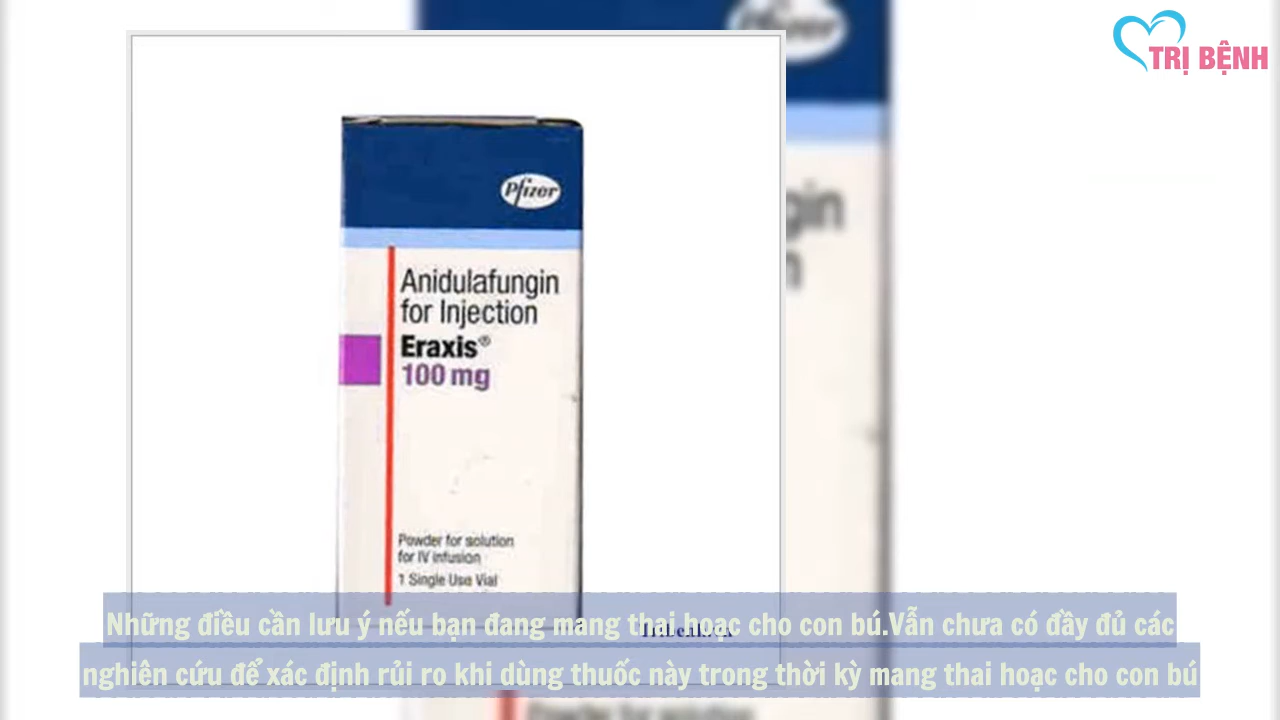 TRỊ BỆNH
Pfizer
Anidulafungin
for Injection
Eraxis®
100 mg
Powder for solution
for IV infusion
1 Single Use Vial
Những điều cần lưu ý nếu bạn đang mang thai hoặc cho con bú.Vẫn chưa có đầy đủ các
nghiên cứu để xác định rủi ro khi dùng thuốc này trong thời kỳ mang thai hoặc cho con bú